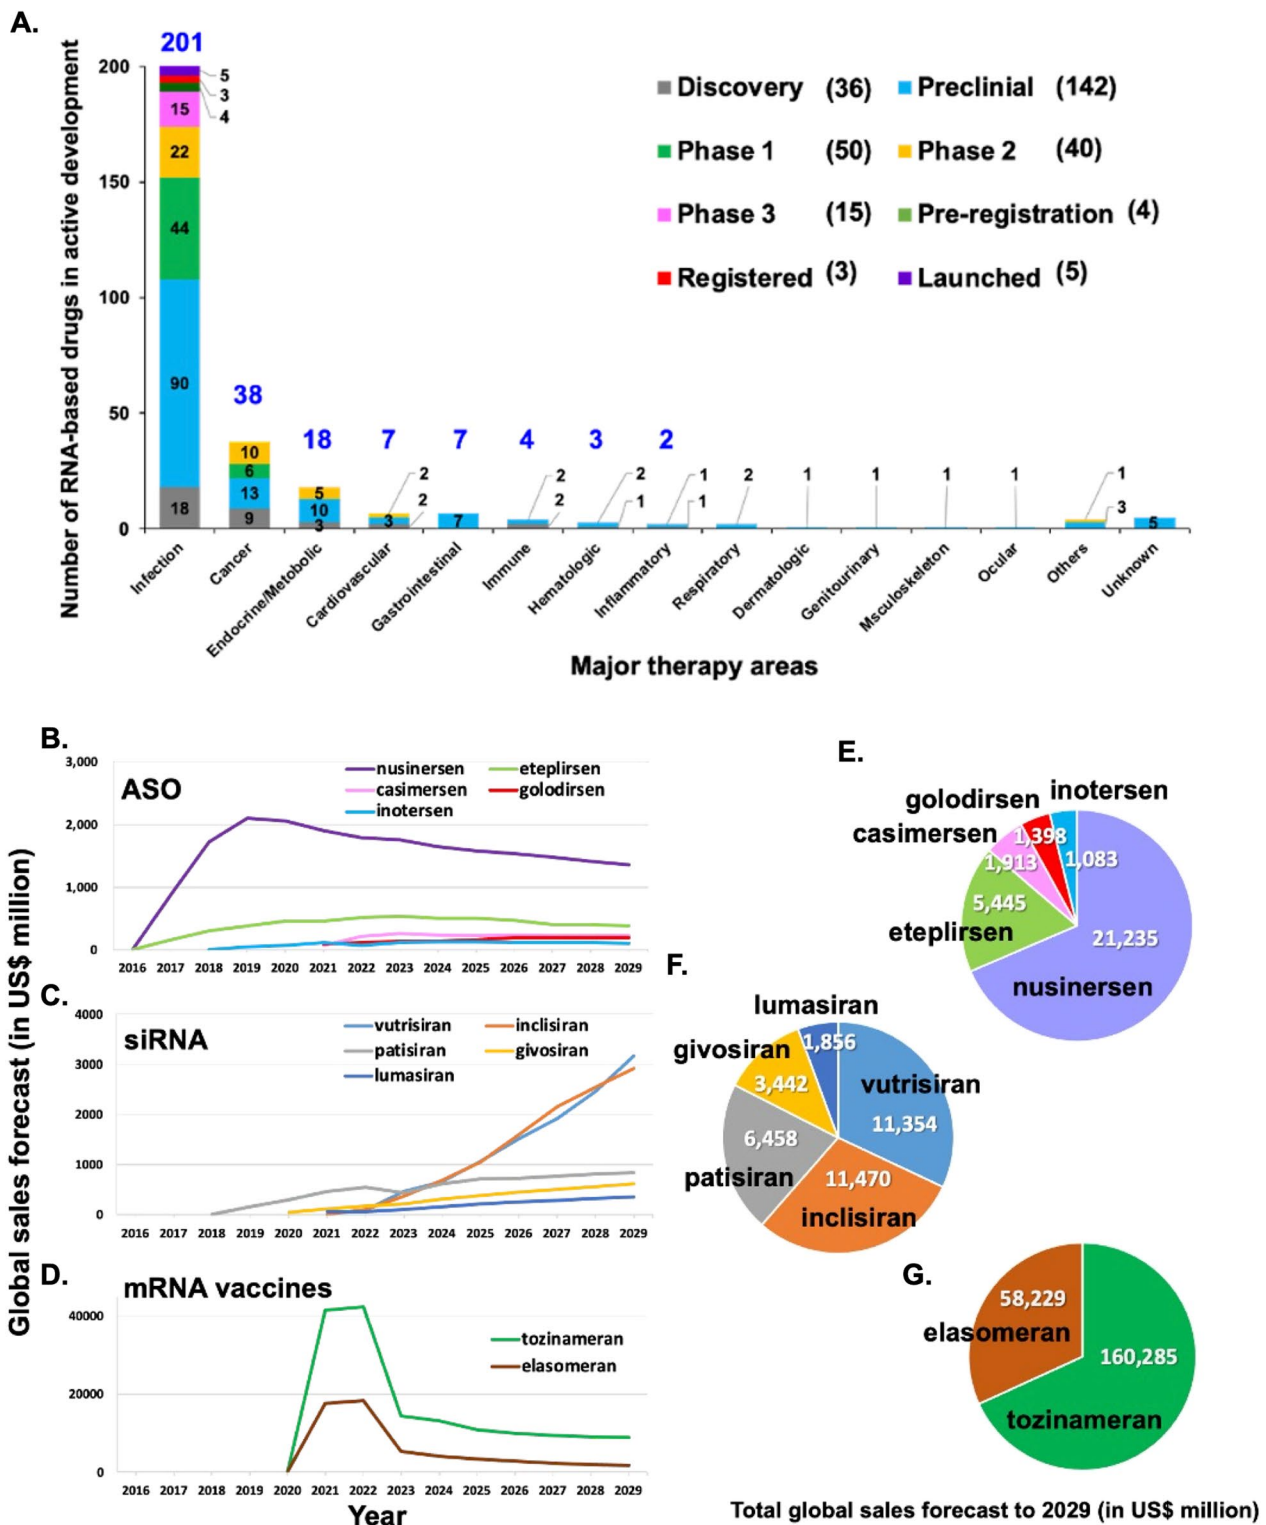 A.
Number of RNA-based drugs in active development
200
150
100
50
0
201
5
3
4
15
22
44
90
18
38
10
6
13
9
18
5
10
3
7
2
2
3
7
7
4
2
2
3
2
1
2
1
1
2
1
1
1
1
1
3
5
Discovery (36)
Preclinial (142)
Phase 1 (50)
Phase 2 (40)
Phase 3 (15)
Pre-registration (4)
Registered (3)
Launched (5)
Infection
Cancer
Endocrine/Metabolic
Cardiovascular
Gastrointestinal
Immune
Hematologic
Inflammatory
Respiratory
Dermatologic
Genitourinary
Msculoskeleton
Ocular
Others
Unknown
Major therapy areas
Global sales forecast (in US$ million)
B.
ASO
3,000
2,000
1,000
0
nusinersen eteplirsen
casimersen golodirsen
inotersen
2016 2017 2018 2019 2020 2021 2022 2023 2024 2025 2026 2027 2028 2029
C.
siRNA
4000
3000
2000
1000
0
vutrisiran inclisiran
patisiran givosiran
lumasiran
2016 2017 2018 2019 2020 2021 2022 2023 2024 2025 2026 2027 2028 2029
D.
mRNA vaccines
40000
20000
0
tozinameran
elasomeran
2016 2017 2018 2019 2020 2021 2022 2023 2024 2025 2026 2027 2028 2029
Year
E.
inotersen
golodirsen
casimersen
1,398
1,913
1,083
5,445
eteplirsen
21,235
nusinersen
F.
lumasiran
1,856
givosiran
3,442
vutrisiran
11,354
6,458
patisiran
11,470
inclisiran
G.
58,229
elasomeran
160,285
tozinameran
Total global sales forecast to 2029 (in US$ million)